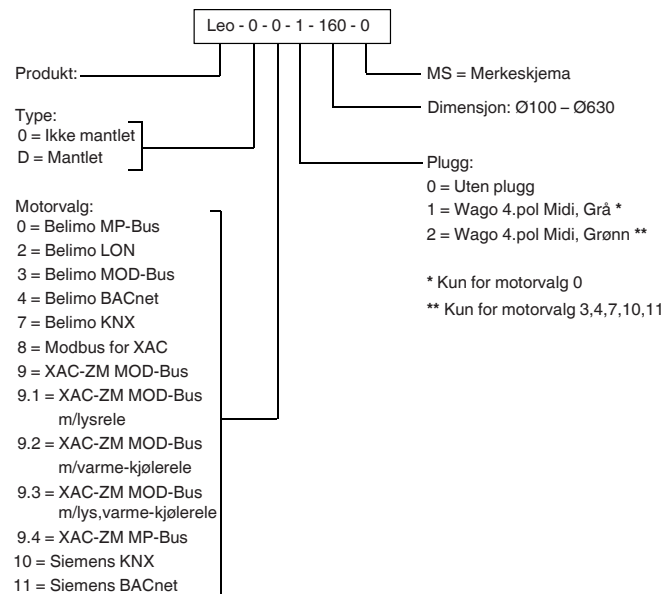 Leo - 0 - 0 - 1 - 160 - 0
Produkt:
Type:
0 = Ikke mantlet
D = Mantlet
Motorvalg:
0 = Belimo MP-Bus
2 = Belimo LON
3 = Belimo MOD-Bus
4 = Belimo BACnet
7 = Belimo KNX
8 = Modbus for XAC
9 = XAC-ZM MOD-Bus
9.1 = XAC-ZM MOD-Bus
m/lysrele
9.2 = XAC-ZM MOD-Bus
m/varme-kjølerele
9.3 = XAC-ZM MOD-Bus
m/lys,varme-kjølerele
9.4 = XAC-ZM MP-Bus
10 = Siemens KNX
11 = Siemens BACnet
MS = Merkeskjema
Dimensjon: Ø100 – Ø630
Plugg:
0 = Uten plugg
1 = Wago 4.pol Midi, Grå *
2 = Wago 4.pol Midi, Grønn **
* Kun for motorvalg 0
** Kun for motorvalg 3,4,7,10,11